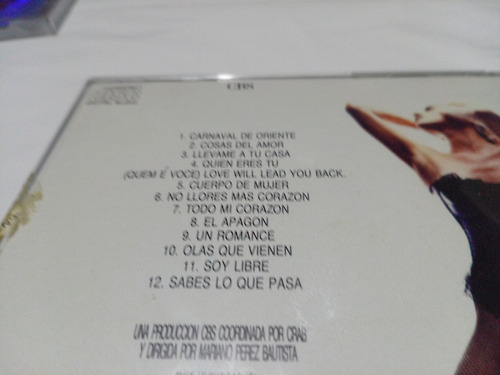 CBS
1. CARNAVAL DE ORIENTE
2. COSAS DEL AMOR
3. LLEVAME A TU CASA
4. QUIEN ERES TU
(QUEM É VOCE) LOVE WILL LEAD YOU BACK.
5. CUERPO DE MUJER
6. NO LLORES MAS CORAZON
7. TODO MI CORAZON
8. EL APAGON
9. UN ROMANCE
10. OLAS QUE VIENEN
11. SOY LIBRE
12. SABES LO QUE PASA
UNA PRODUCCION CBS COORDINADA POR CRAB
Y DIRIGIDA POR MARIANO PEREZ BAUTISTA